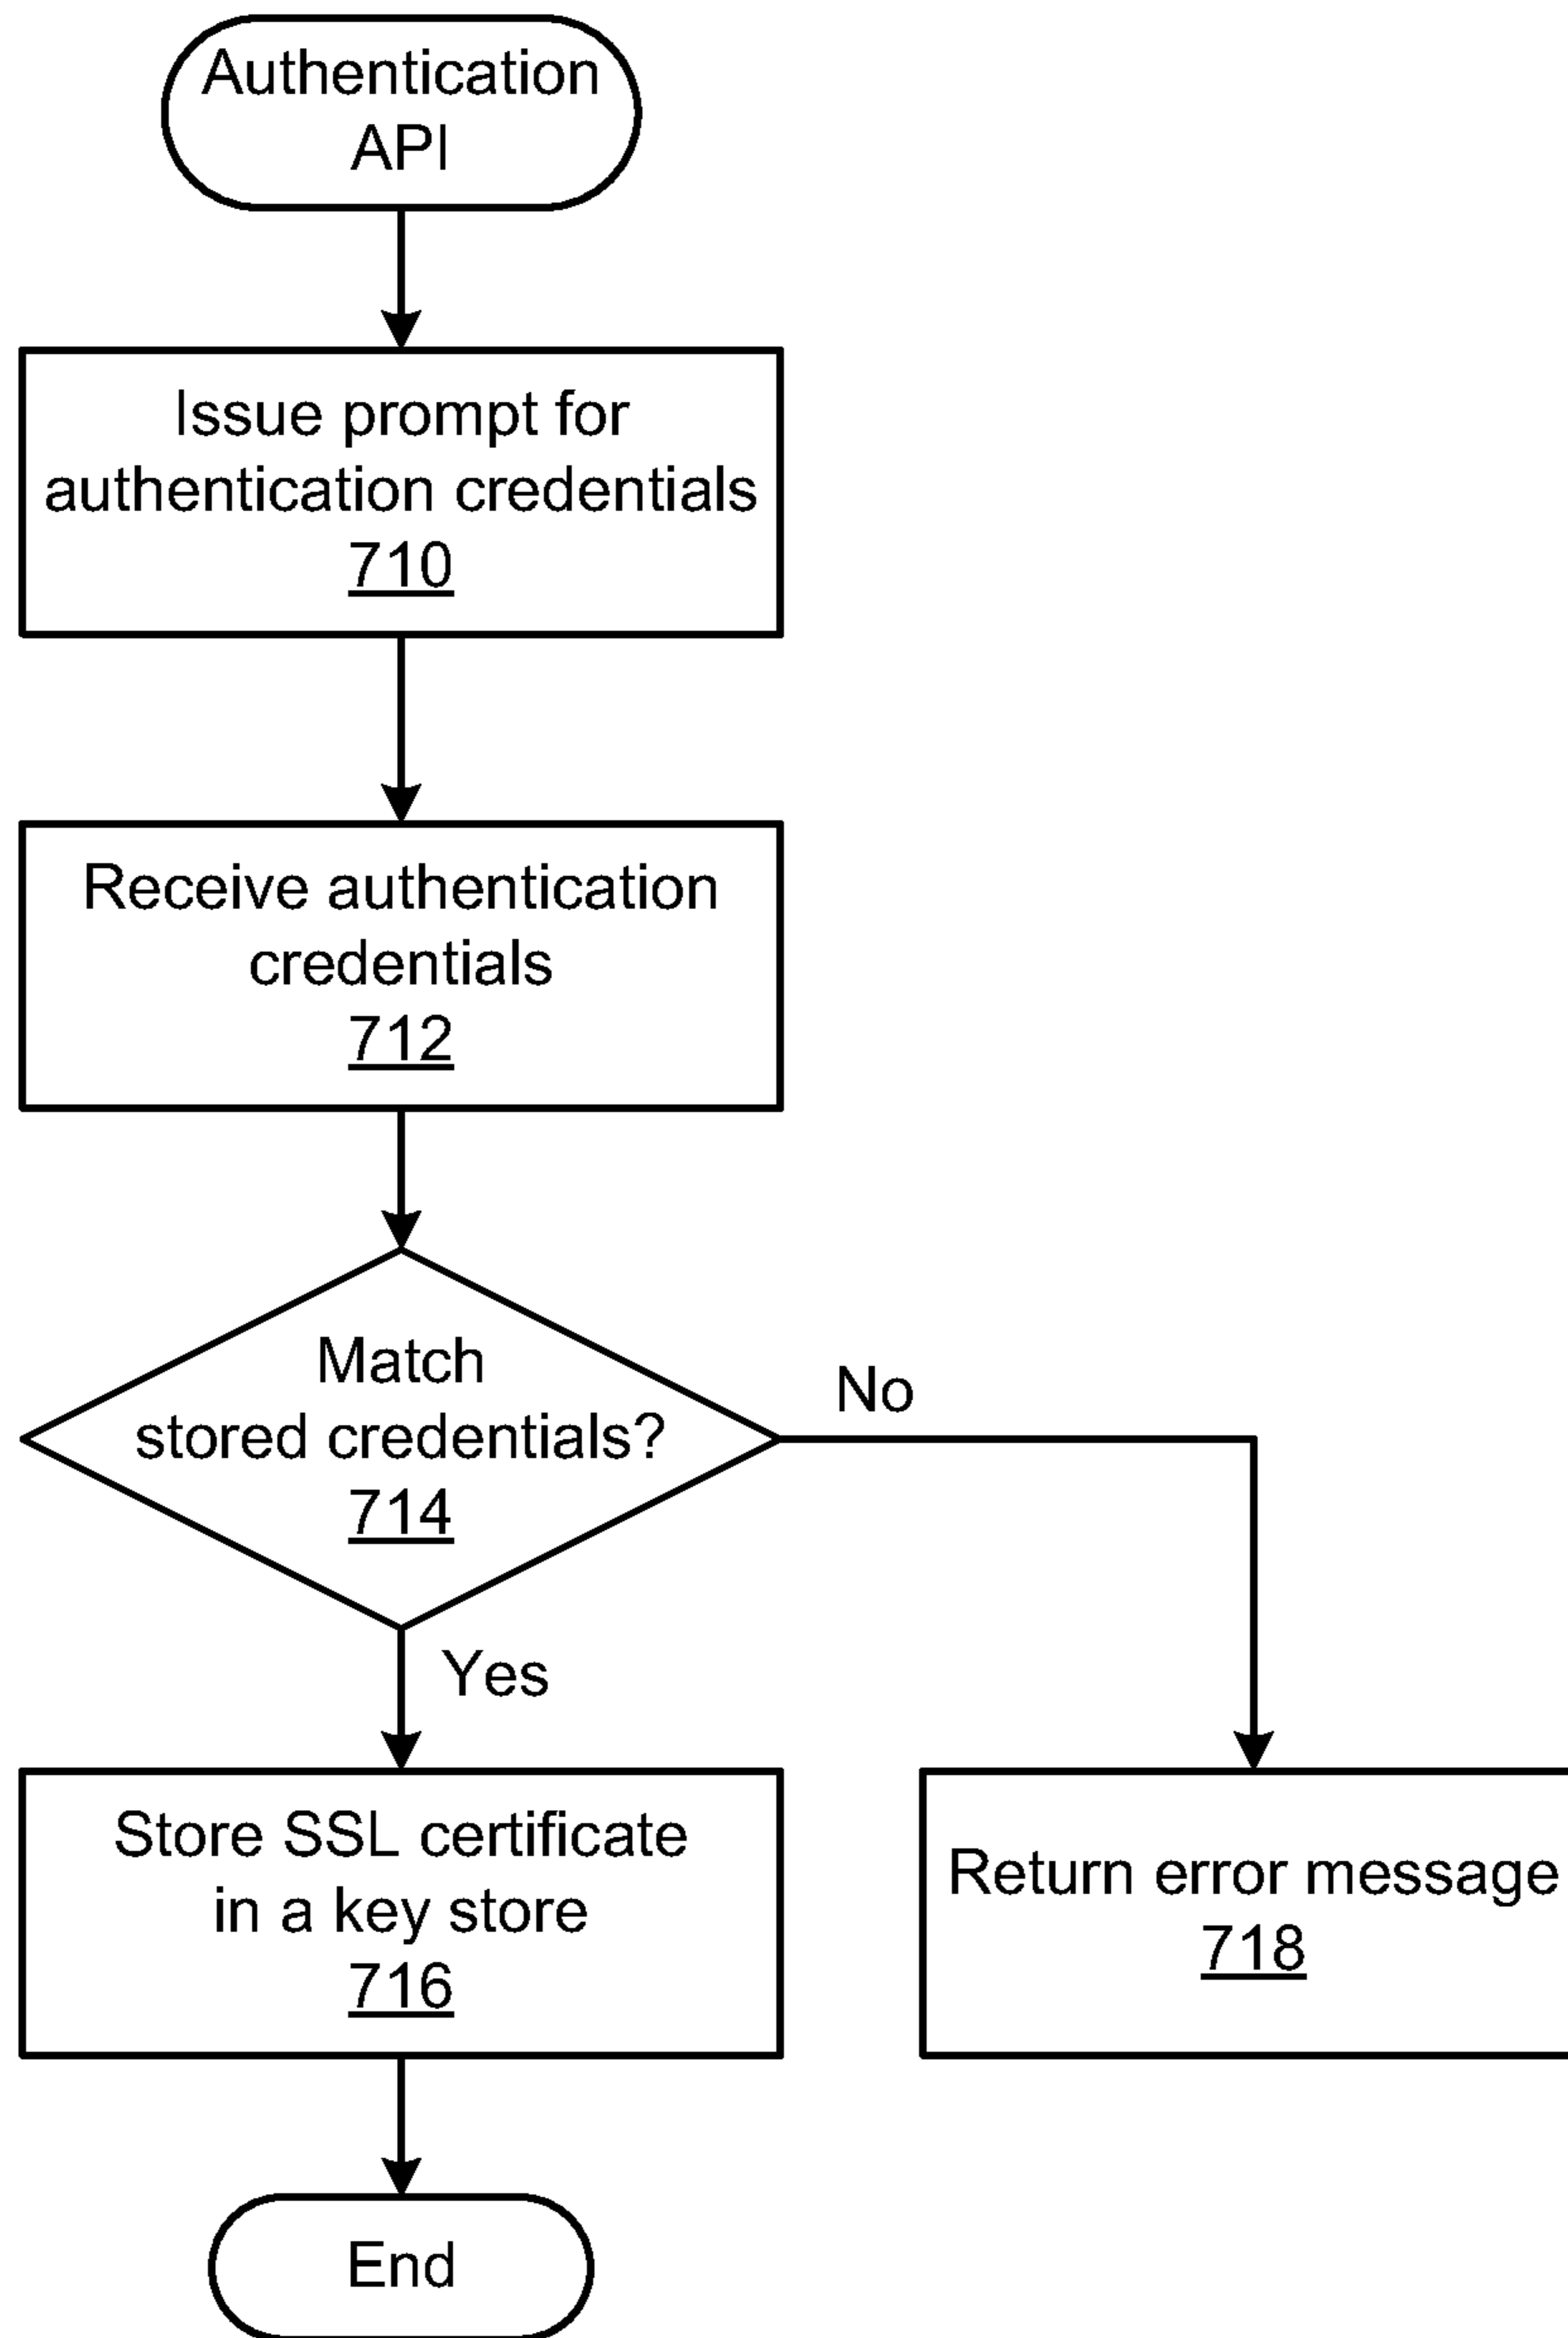 Authentication
API
Issue prompt for
authentication credentials
710
Receive authentication
credentials
712
Match
stored credentials?
714
No
Yes
Store SSL certificate
in a key store
716
Return error message
718
End